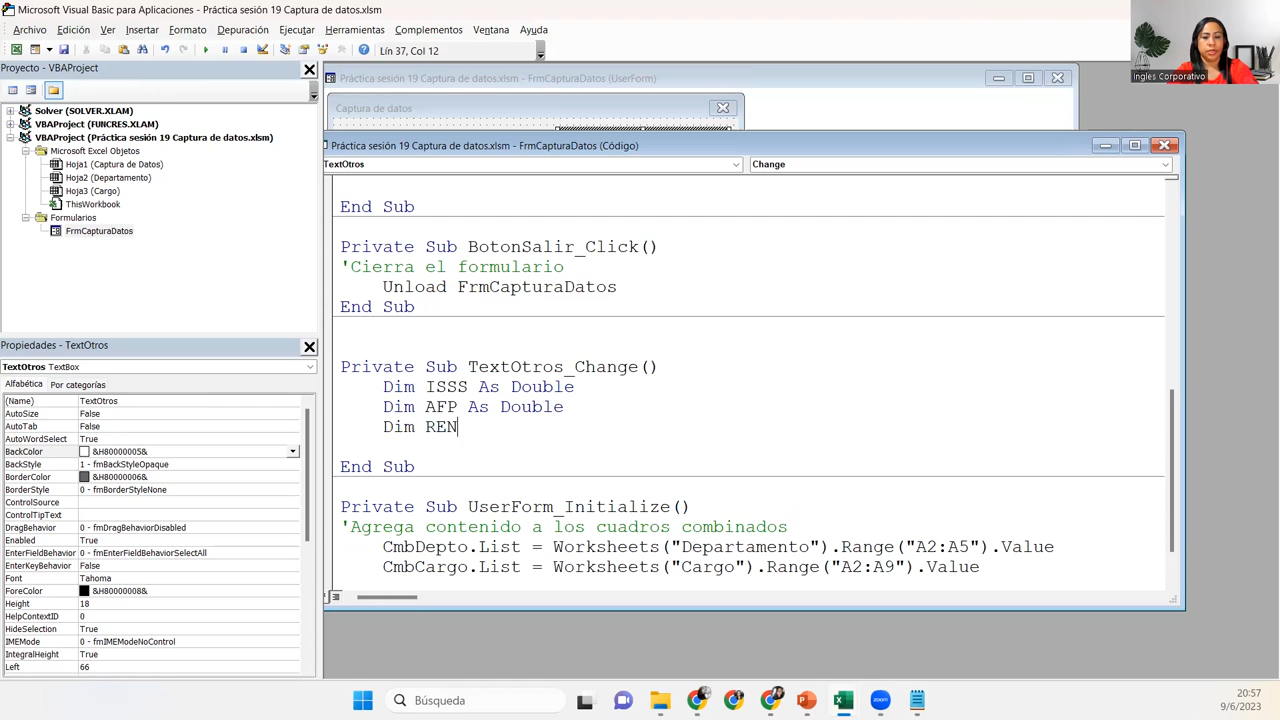 Microsoft Visual Basic para Aplicaciones - Práctica sesión 19 Captura de datos.xlsm
Archivo Edición Ver Insertar Formato Depuración Ejecutar Herramientas Complementos Ventana Ayuda
Lín 37, Col 12
Ingles Corporativo
Proyecto - VBAProject
Solver (SOLVER.XLAM)
VBAProject (FUNCRES.XLAM)
VBAProject (Práctica sesión 19 Captura de datos.xlsm)
Microsoft Excel Objetos
Hoja1 (Captura de Datos)
Hoja2 (Departamento)
Hoja3 (Cargo)
ThisWorkbook
Formularios
FrmCapturaDatos
Propiedades - TextOtros
TextOtros TextBox
Alfabética Por categorías
(Name) TextOtros
AutoSize False
AutoTab False
AutoWordSelect True
BackColor &H80000005&
BackStyle 1 - fmBackStyleOpaque
BorderColor &H80000006&
BorderStyle 0 - fmBorderStyleNone
ControlSource
ControlTipText
DragBehavior 0 - fmDragBehaviorDisabled
Enabled True
EnterFieldBehavior 0 - fmEnterFieldBehaviorSelectAll
EnterKeyBehavior False
Font Tahoma
ForeColor &H80000008&
Height 18
HelpContextID 0
HideSelection True
IMEMode 0 - fmIMEModeNoControl
IntegralHeight True
Left 66
Práctica sesión 19 Captura de datos.xlsm - FrmCapturaDatos (UserForm)
Captura de datos
Práctica sesión 19 Captura de datos.xlsm - FrmCapturaDatos (Código)
TextOtros Change
End Sub
Private Sub BotonSalir_Click()
'Cierra el formulario
Unload FrmCapturaDatos
End Sub
Private Sub TextOtros_Change()
Dim ISSS As Double
Dim AFP As Double
Dim REN
End Sub
Private Sub UserForm_Initialize()
'Agrega contenido a los cuadros combinados
CmbDepto.List = Worksheets("Departamento").Range("A2:A5").Value
CmbCargo.List = Worksheets("Cargo").Range("A2:A9").Value
Búsqueda
20:57
9/6/2023